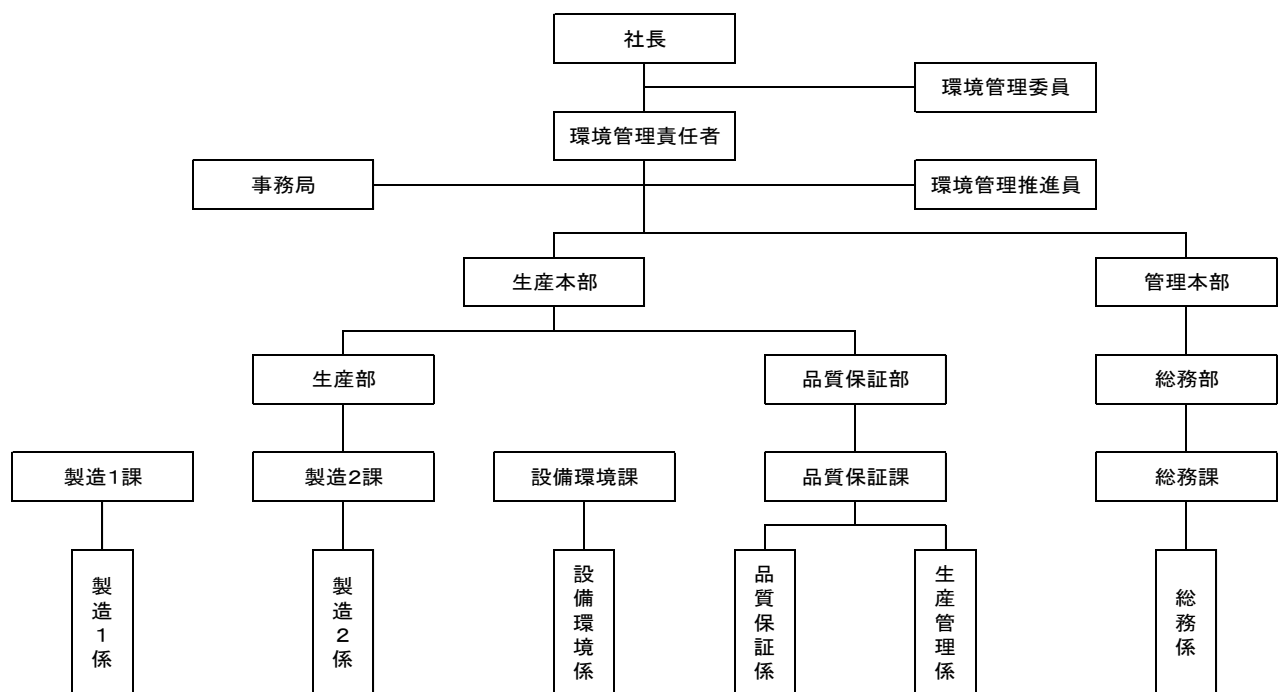 社長
環境管理委員
環境管理責任者
事務局
環境管理推進員
生産本部
管理本部
生産部
品質保証部
総務部
製造1課
製造2課
設備環境課
品質保証課
総務課
製造1係
製造2係
設備環境係
品質保証係
生産管理係
総務係